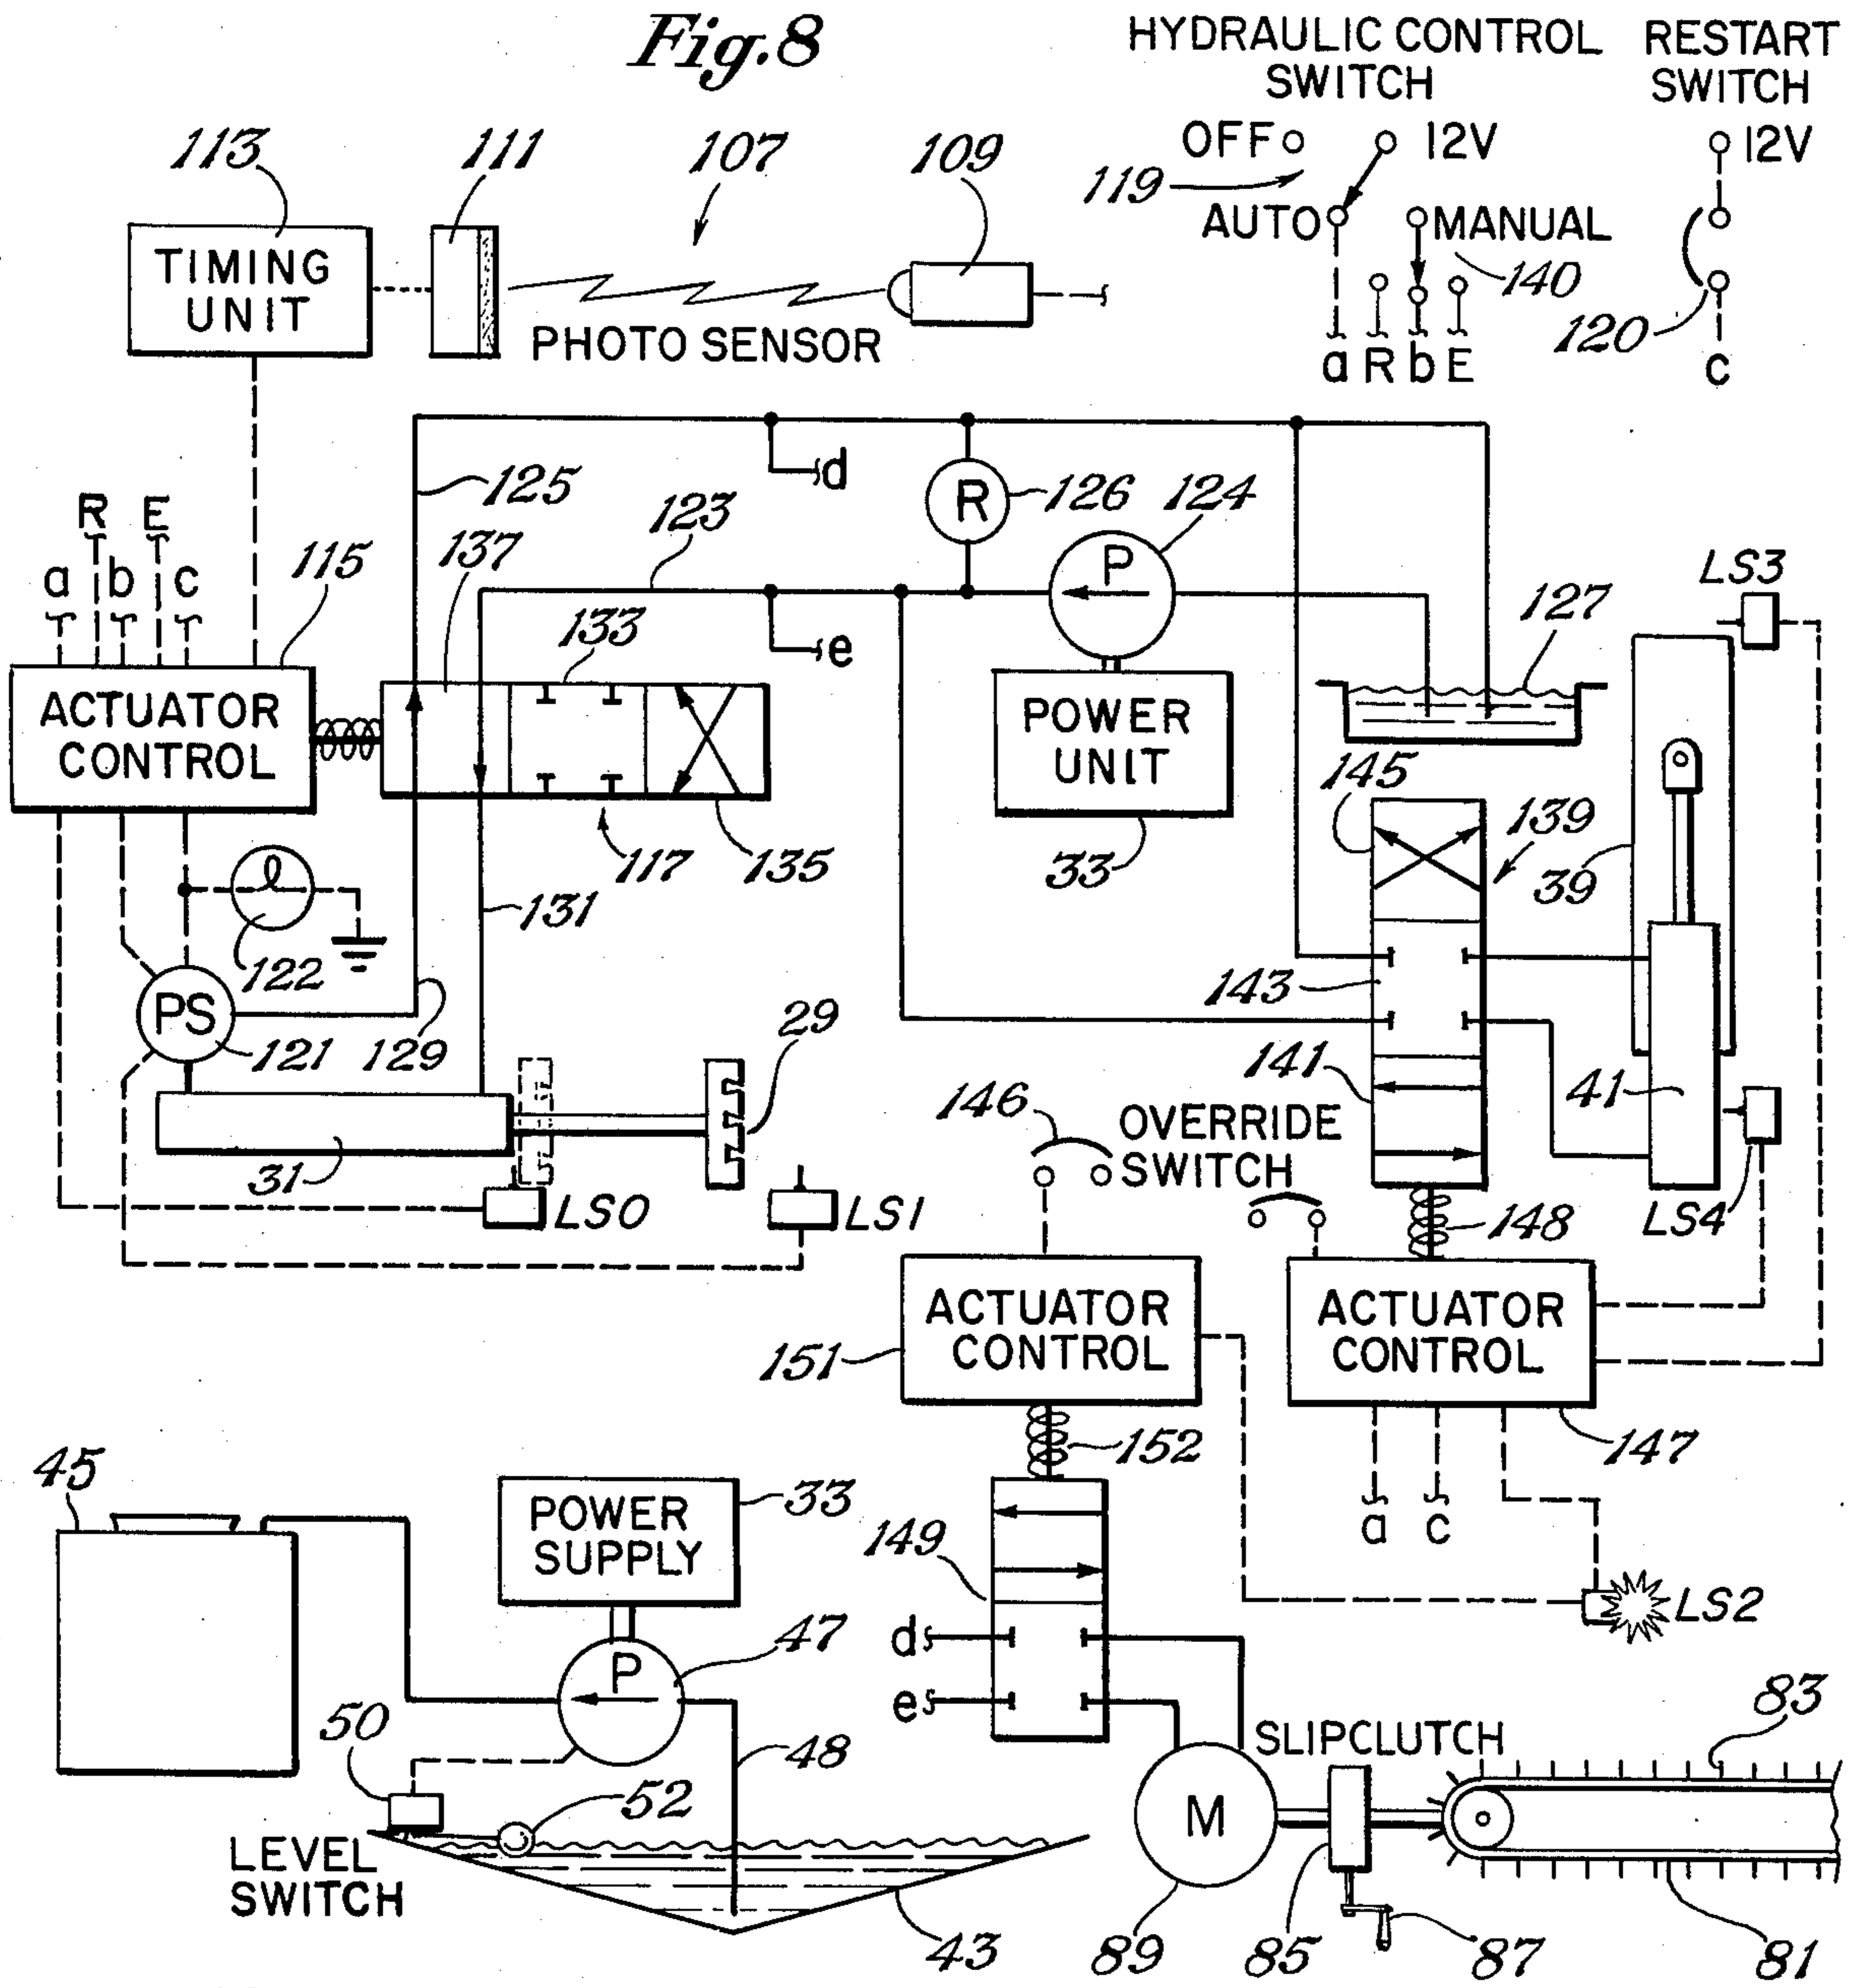 Fig.8
HYDRAULIC CONTROL
SWITCH
RESTART
SWITCH
OFF
12V
12V
119
AUTO
MANUAL
140
120
a R b E
c
113
111
107
109
TIMING
UNIT
PHOTO SENSOR
125
d
R
126
124
123
P
R E
a b c
115
137
133
e
LS3
127
ACTUATOR
CONTROL
POWER
UNIT
145
139
117
135
33
39
131
122
PS
121
129
143
29
141
41
146
OVERRIDE
SWITCH
31
LS0
LS1
148
LS4
ACTUATOR
CONTROL
151
ACTUATOR
CONTROL
147
152
a
c
45
POWER
SUPPLY
33
149
LS2
47
P
d
e
50
48
SLIPCLUTCH
83
52
M
LEVEL
SWITCH
43
89
85
87
81